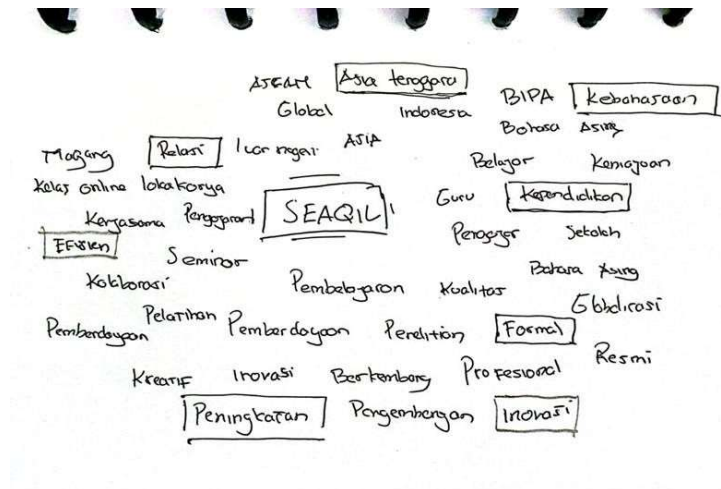 ASEAN Asia tenggara
Global Indonesia BIPA Kebahasaan
Bahasa Asing
Magang Relasi luar negeri ASIA Belajar Kemajuan
Kelas online lokakarya
Kerjasama Pengajaran SEAQIL Guru Kependidikan
EFisien Seminar Pengajar Sekolah
Kolaborasi Pembelajaran Kualitas Bahasa Asing
Pemberdayaan Pelatihan Pemberdayaan Penelitian Formal Globalisasi
Kreatif Inovasi Berkembang Profesional Resmi
Peningkatan Pengembangan Inovasi